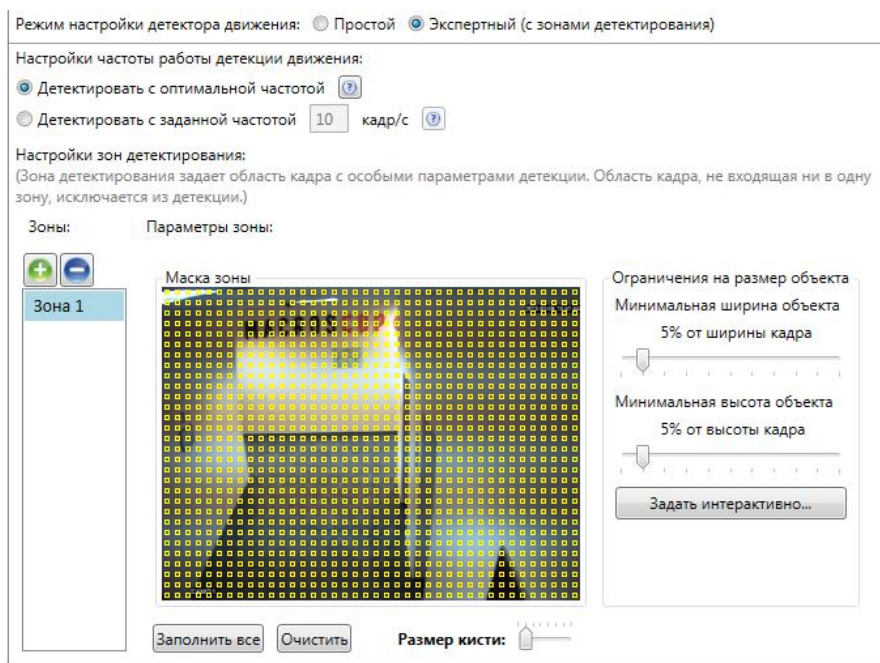 Режим настройки детектора движения: Простой Экспертный (с зонами детектирования)
Настройки частоты работы детекции движения:
Детектировать с оптимальной частотой ?
Детектировать с заданной частотой 10 кадр/с ?
Настройки зон детектирования:
(Зона детектирования задает область кадра с особыми параметрами детекции. Область кадра, не входящая ни в одну
зону, исключается из детекции.)
Зоны: Параметры зоны:
Маска зоны
Ограничения на размер объекта
Зона 1
Минимальная ширина объекта
5% от ширины кадра
Минимальная высота объекта
5% от высоты кадра
Задать интерактивно...
Заполнить все Очистить Размер кисти: